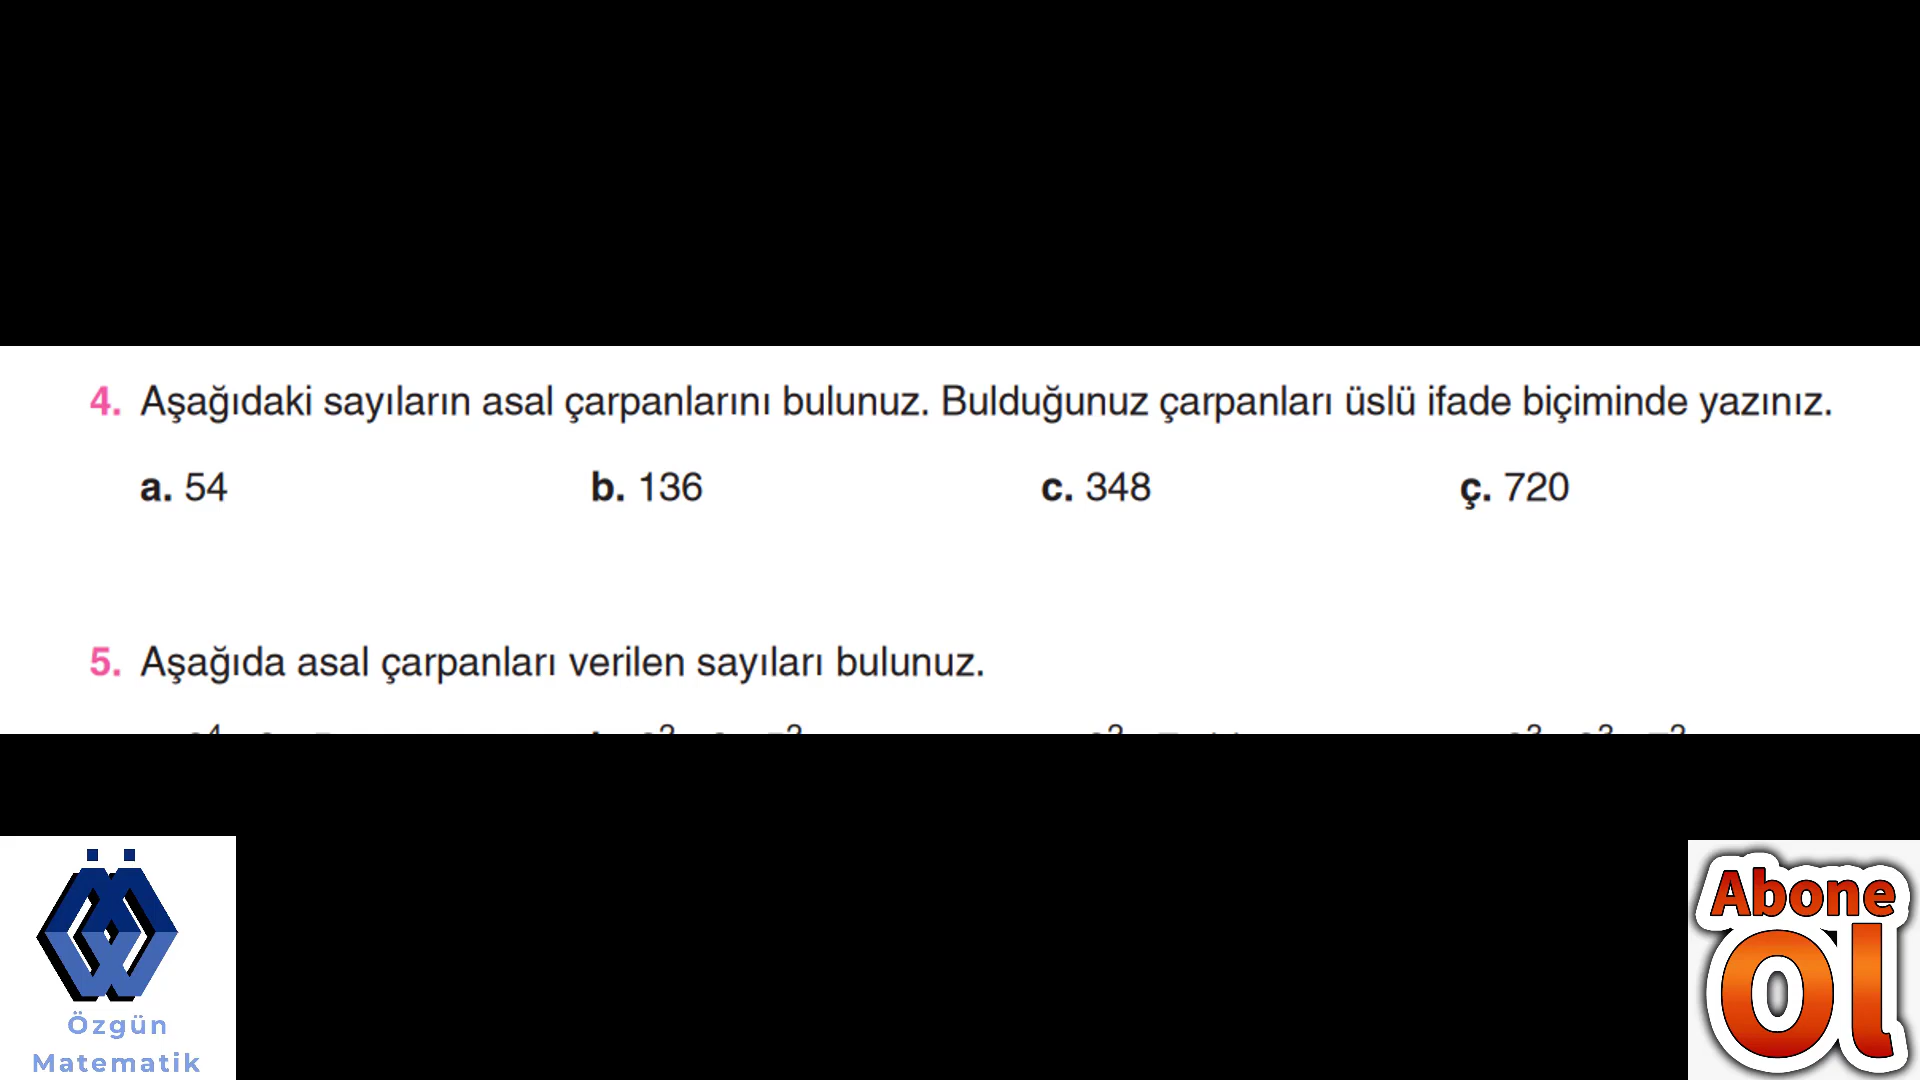 4. Aşağıdaki sayıların asal çarpanlarını bulunuz. Bulduğunuz çarpanları üslü ifade biçiminde yazınız.
a. 54 b. 136 c. 348 ç. 720
5. Aşağıda asal çarpanları verilen sayıları bulunuz.
Özgün
Matematik
Abone
Ol